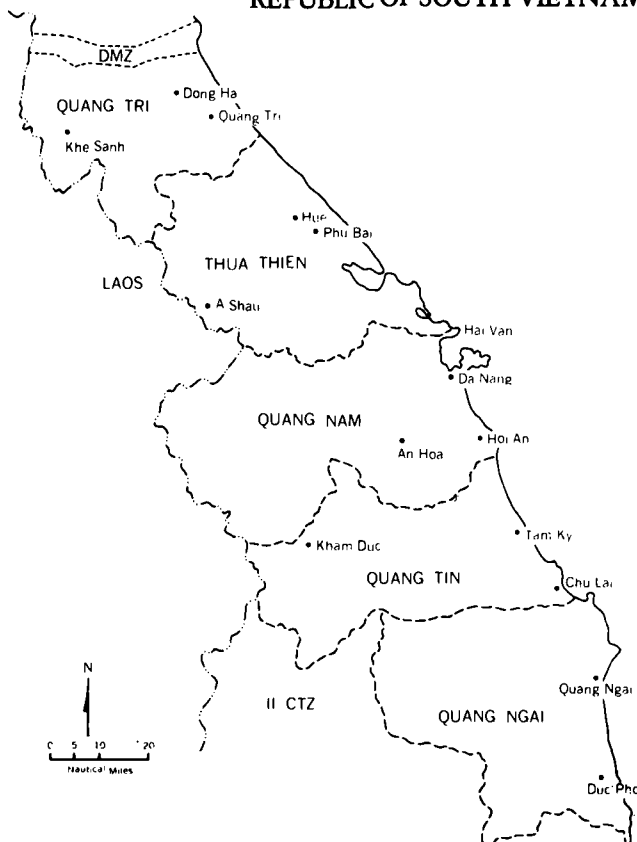 REPUBLIC OF SOUTH VIETNAM
DMZ
Dong Ha
QUANG TRI
Quang Tri
Khe Sanh
Hue
Phu Bai
THUA THIEN
LAOS
A Shau
Hai Van
Da Nang
QUANG NAM
Hoi An
An Hoa
Tam Ky
Kham Duc
QUANG TIN
Chu Lai
N
Quang Ngai
II CTZ
QUANG NGAI
0 5 10 20
Nautical Miles
Duc Pho